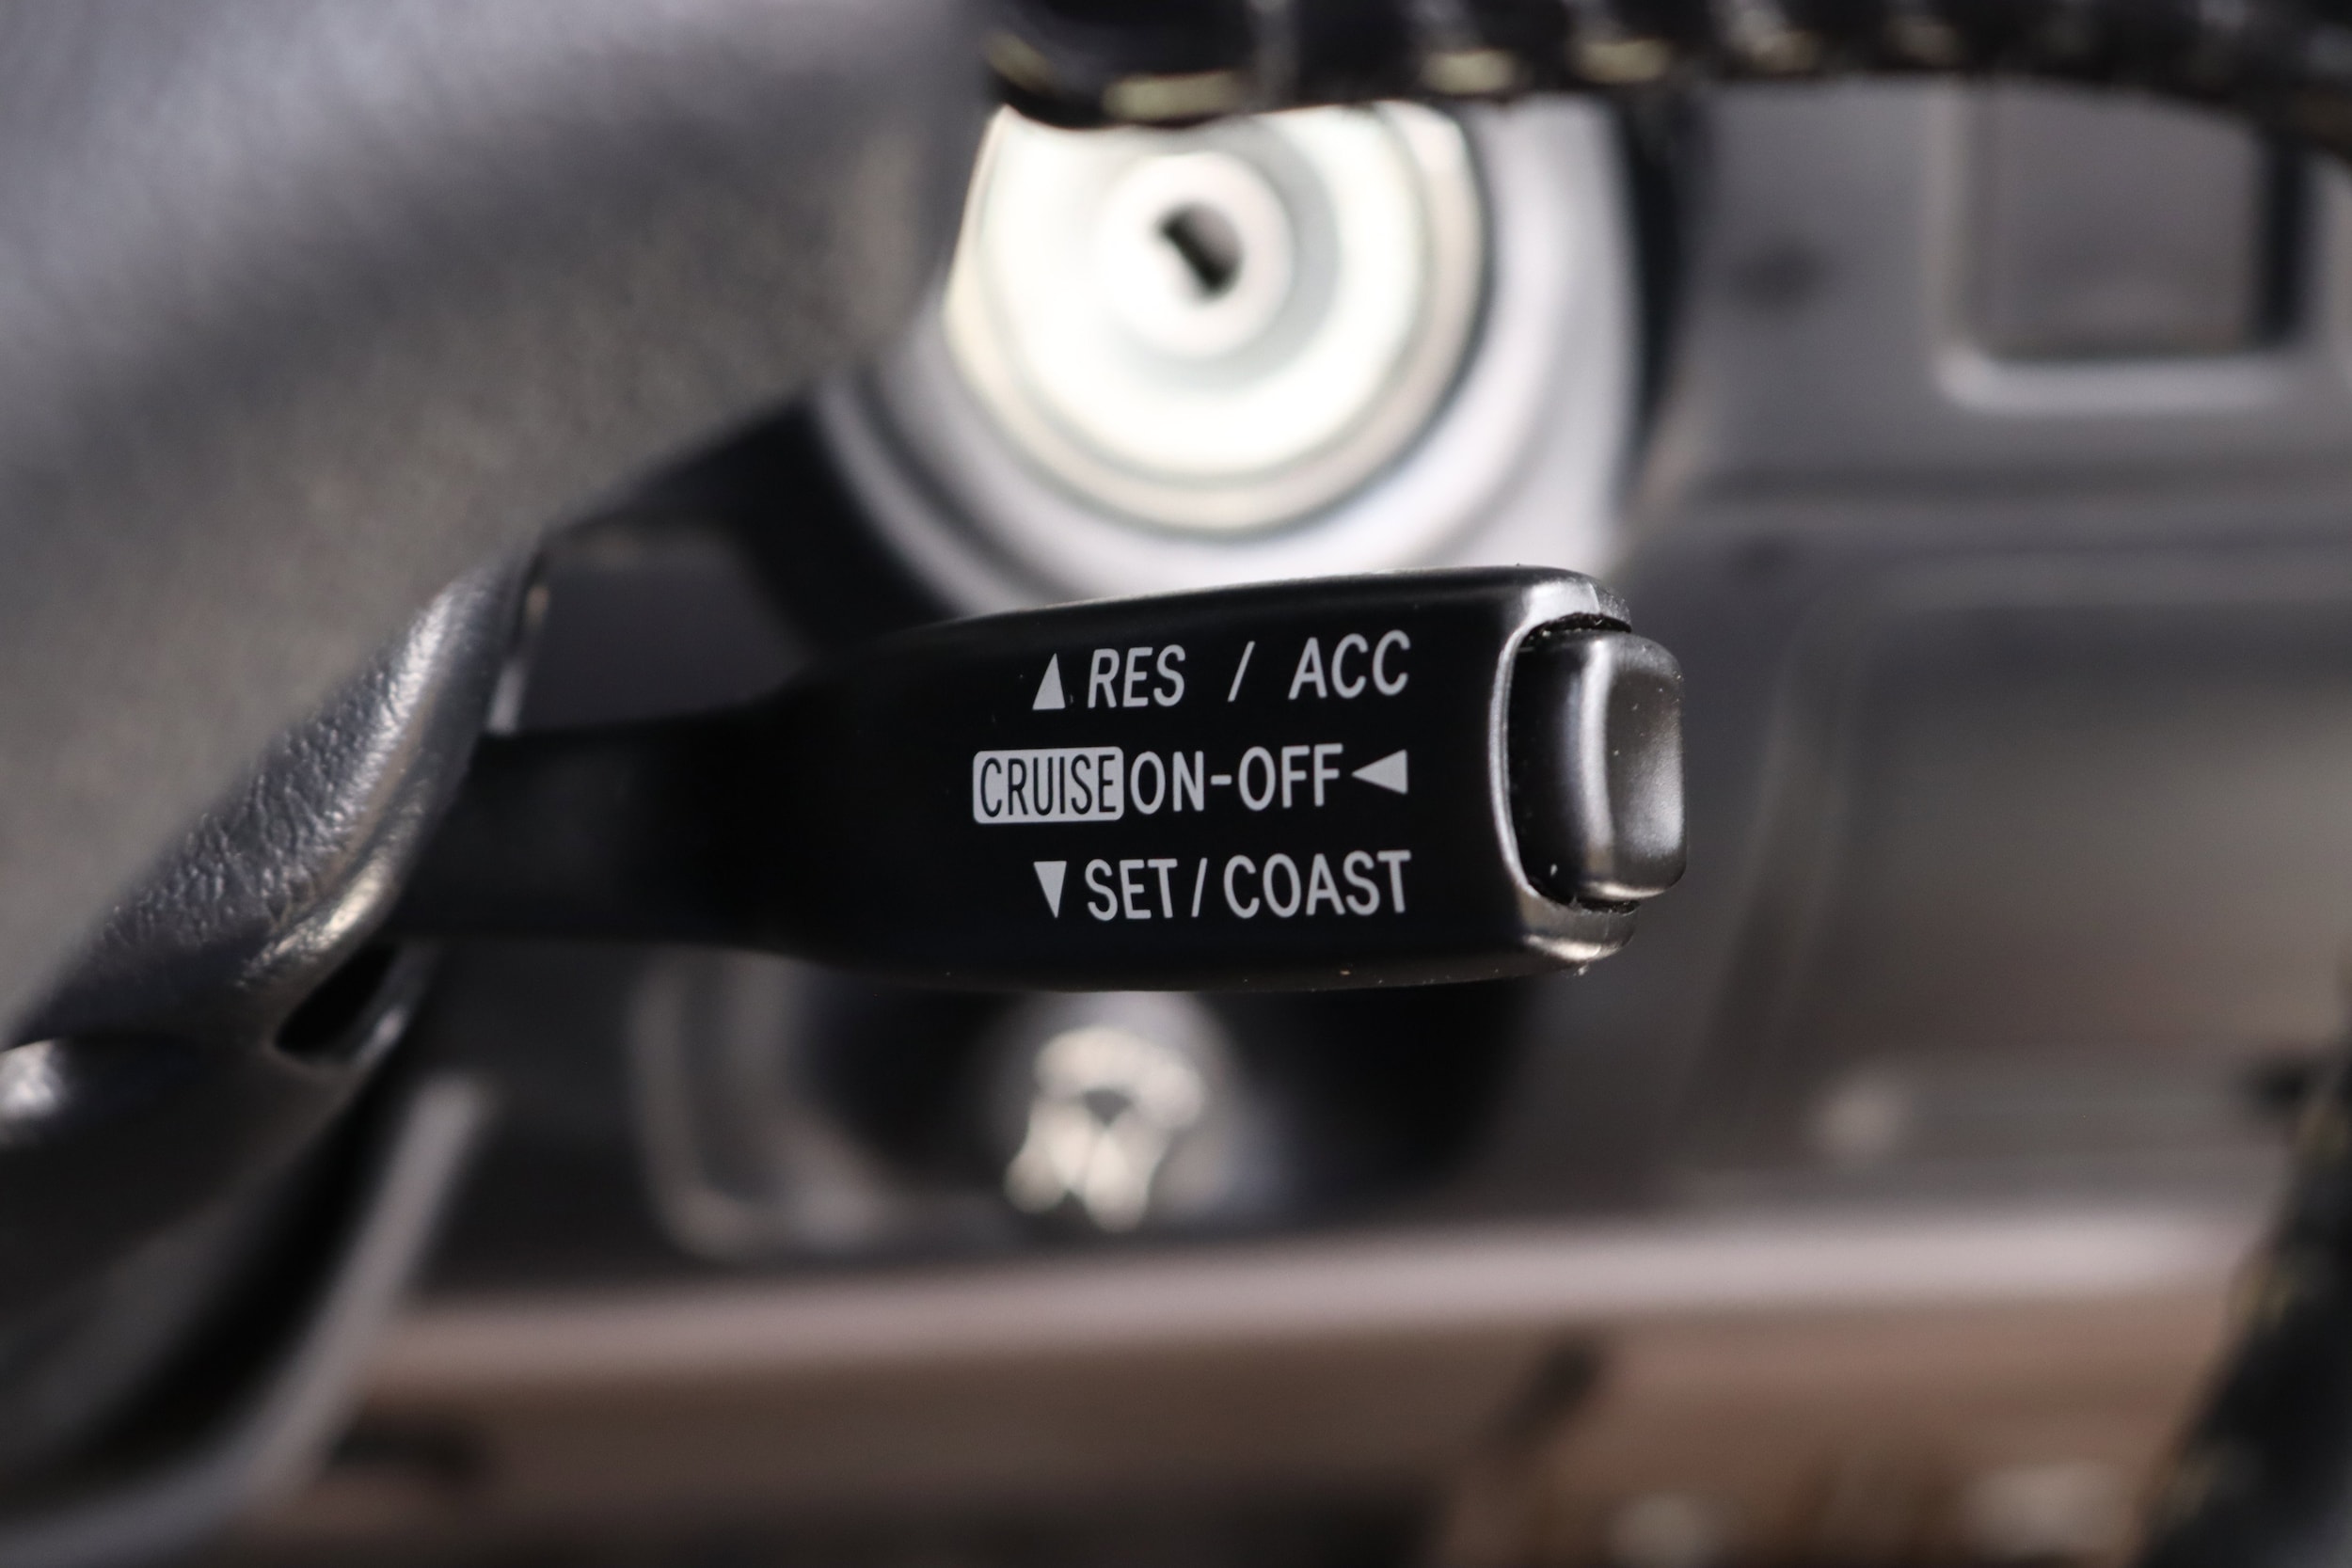 ▲ RES / ACC
CRUISE ON-OFF ◀
▼ SET / COAST